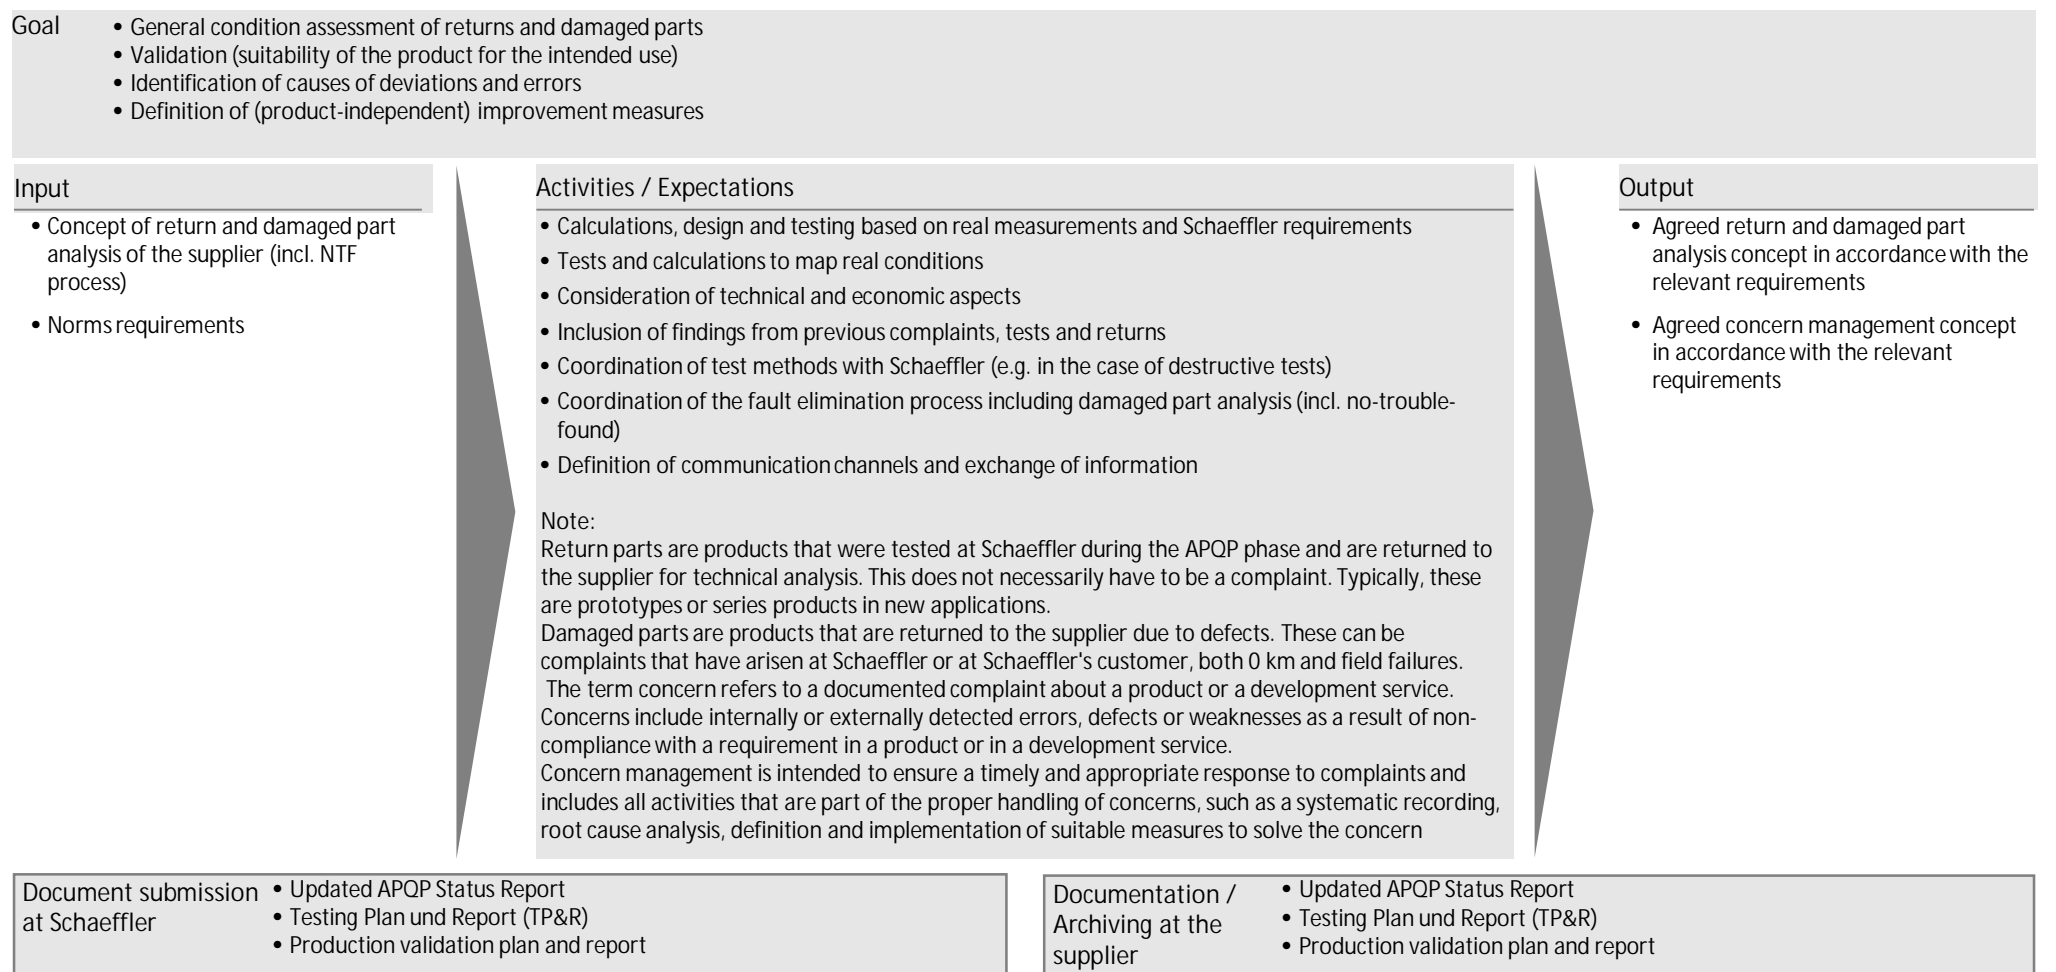 Goal
• General condition assessment of returns and damaged parts
• Validation (suitability of the product for the intended use)
• Identification of causes of deviations and errors
• Definition of (product-independent) improvement measures
Input
• Concept of return and damaged part
analysis of the supplier (incl. NTF
process)
• Norms requirements
Activities / Expectations
• Calculations, design and testing based on real measurements and Schaeffler requirements
• Tests and calculations to map real conditions
• Consideration of technical and economic aspects
• Inclusion of findings from previous complaints, tests and returns
• Coordination of test methods with Schaeffler (e.g. in the case of destructive tests)
• Coordination of the fault elimination process including damaged part analysis (incl. no-trouble-
found)
• Definition of communication channels and exchange of information
Note:
Return parts are products that were tested at Schaeffler during the APQP phase and are returned to
the supplier for technical analysis. This does not necessarily have to be a complaint. Typically, these
are prototypes or series products in new applications.
Damaged parts are products that are returned to the supplier due to defects. These can be
complaints that have arisen at Schaeffler or at Schaeffler's customer, both 0 km and field failures.
The term concern refers to a documented complaint about a product or a development service.
Concerns include internally or externally detected errors, defects or weaknesses as a result of non-
compliance with a requirement in a product or in a development service.
Concern management is intended to ensure a timely and appropriate response to complaints and
includes all activities that are part of the proper handling of concerns, such as a systematic recording,
root cause analysis, definition and implementation of suitable measures to solve the concern
Output
• Agreed return and damaged part
analysis concept in accordance with the
relevant requirements
• Agreed concern management concept
in accordance with the relevant
requirements
Document submission
at Schaeffler
• Updated APQP Status Report
• Testing Plan und Report (TP&R)
• Production validation plan and report
Documentation /
Archiving at the
supplier
• Updated APQP Status Report
• Testing Plan und Report (TP&R)
• Production validation plan and report